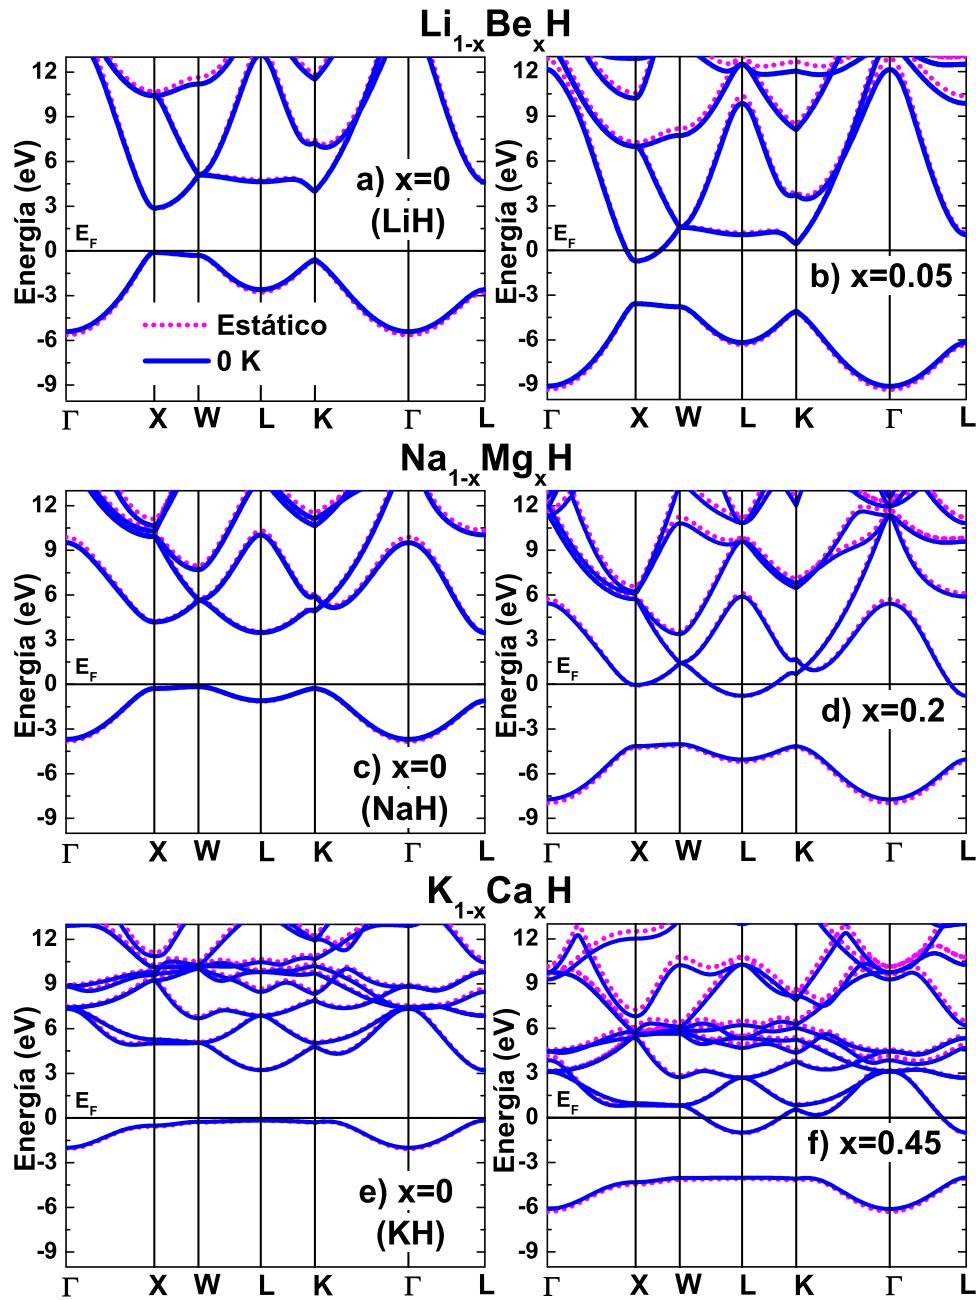 Li1-xBexH
Energía (eV)
12
9
6
3
0
-3
-6
-9
EF
a) x=0
(LiH)
Estático
0 K
Γ X W L K Γ L
Energía (eV)
12
9
6
3
0
-3
-6
-9
EF
b) x=0.05
Γ X W L K Γ L
Na1-xMgxH
Energía (eV)
12
9
6
3
0
-3
-6
-9
EF
c) x=0
(NaH)
Γ X W L K Γ L
Energía (eV)
12
9
6
3
0
-3
-6
-9
EF
d) x=0.2
Γ X W L K Γ L
K1-xCaxH
Energía (eV)
12
9
6
3
0
-3
-6
-9
EF
e) x=0
(KH)
Γ X W L K Γ L
Energía (eV)
12
9
6
3
0
-3
-6
-9
EF
f) x=0.45
Γ X W L K Γ L